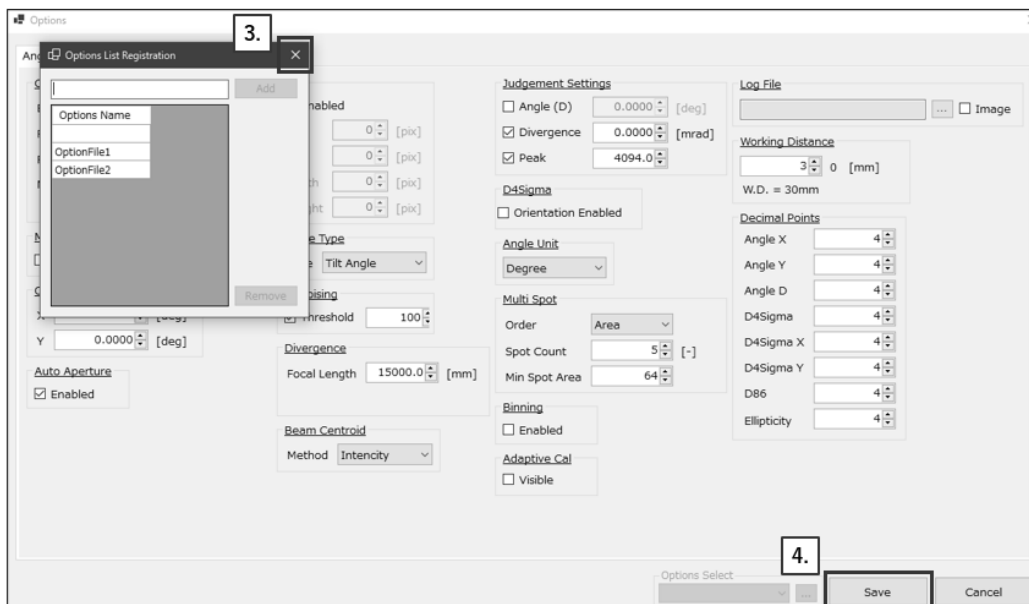 Options
3.
Options List Registration
Add
Options Name
OptionFile1
OptionFile2
Remove
nabled
0 [pix]
0 [pix]
0 [pix]
0 [pix]
Type
Tilt Angle
Threshold 100
[deg]
Y 0.0000 [deg]
Auto Aperture
Enabled
Divergence
Focal Length 15000.0 [mm]
Beam Centroid
Method Intencity
Judgement Settings
Angle (D) 0.0000 [deg]
Divergence 0.0000 [mrad]
Peak 4094.0
D4Sigma
Orientation Enabled
Angle Unit
Degree
Multi Spot
Order Area
Spot Count 5 [-]
Min Spot Area 64
Binning
Enabled
Adaptive Cal
Visible
Log File
... Image
Working Distance
3 0 [mm]
W.D. = 30mm
Decimal Points
Angle X 4
Angle Y 4
Angle D 4
D4Sigma 4
D4Sigma X 4
D4Sigma Y 4
D86 4
Ellipticity 4
4.
Options Select
... Save Cancel